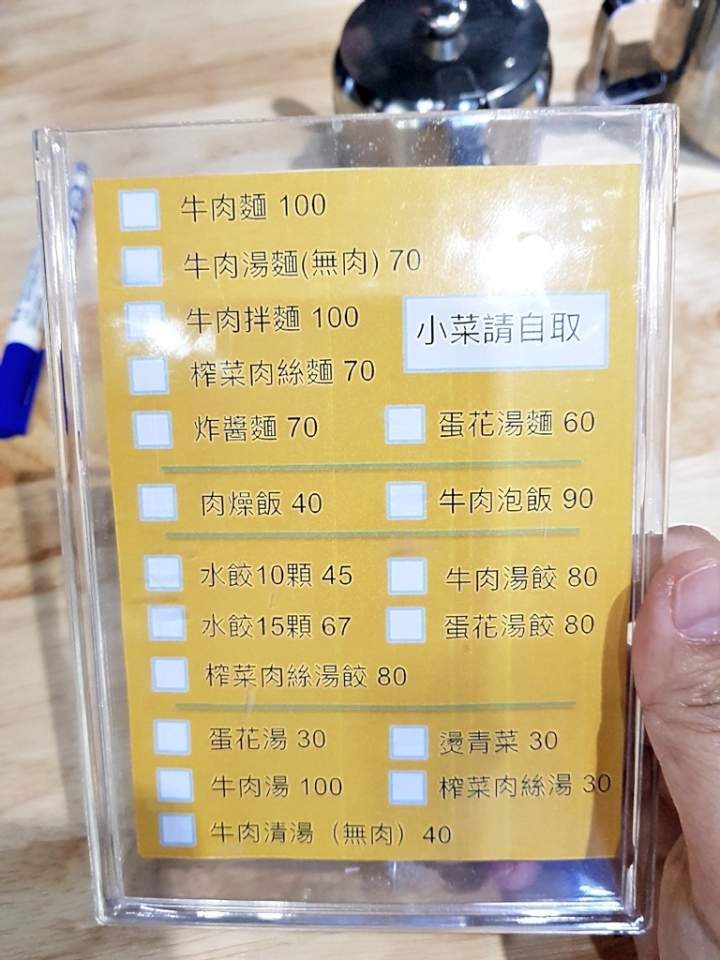 牛肉麵 100
牛肉湯麵(無肉) 70
牛肉拌麵 100
小菜請自取
榨菜肉絲麵 70
炸醬麵 70
蛋花湯麵 60
肉燥飯 40
牛肉泡飯 90
水餃10顆 45
牛肉湯餃 80
水餃15顆 67
蛋花湯餃 80
榨菜肉絲湯餃 80
蛋花湯 30
燙青菜 30
牛肉湯 100
榨菜肉絲湯 30
牛肉清湯（無肉）40